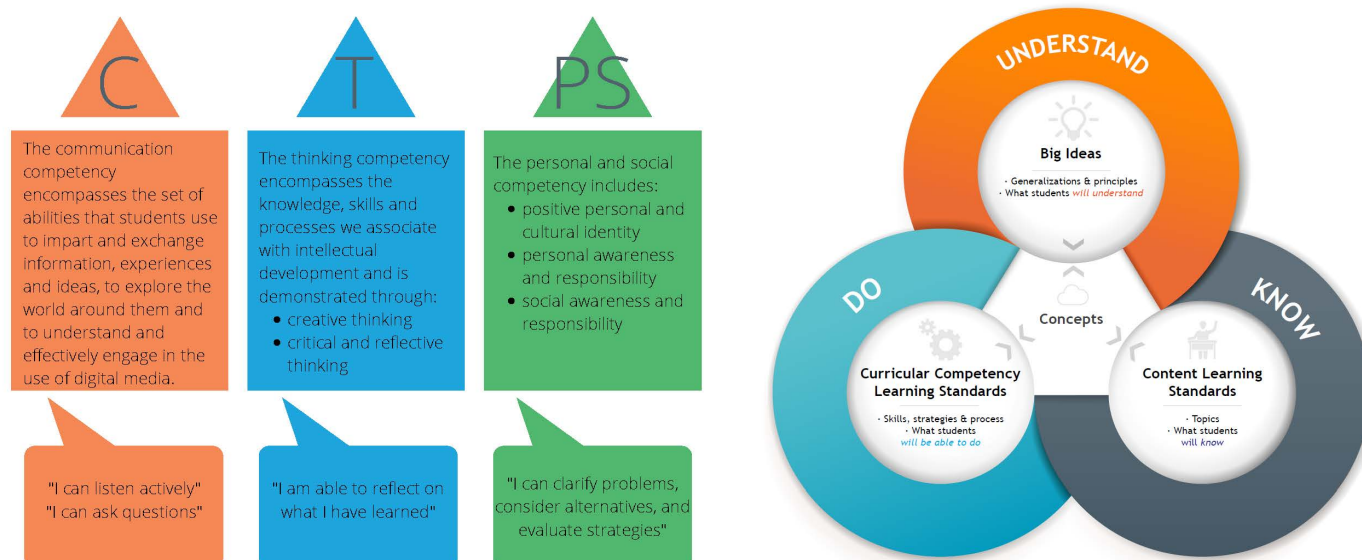 C
The communication
competency
encompasses the set of
abilities that students use
to impart and exchange
information, experiences
and ideas, to explore the
world around them and
to understand and
effectively engage in the
use of digital media.
"I can listen actively"
"I can ask questions"
T
The thinking competency
encompasses the
knowledge, skills and
processes we associate
with intellectual
development and is
demonstrated through:
• creative thinking
• critical and reflective
thinking
"I am able to reflect on
what I have learned"
PS
The personal and social
competency includes:
• positive personal and
cultural identity
• personal awareness
and responsibility
• social awareness and
responsibility
"I can clarify problems,
consider alternatives, and
evaluate strategies"
UNDERSTAND
Big Ideas
· Generalizations & principles
· What students will understand
Concepts
DO
Curricular Competency
Learning Standards
· Skills, strategies & process
· What students
will be able to do
KNOW
Content Learning
Standards
· Topics
· What students
will know